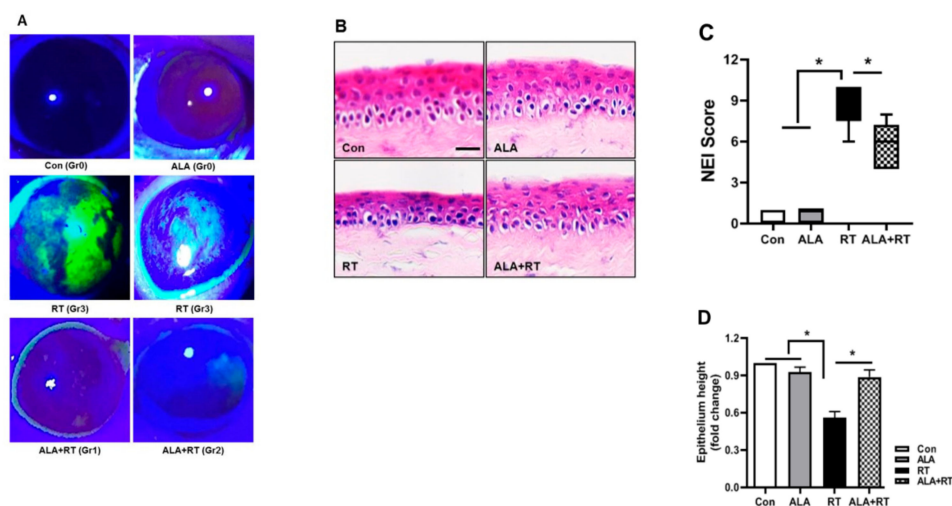 A
Con (Gr0)
ALA (Gr0)
RT (Gr3)
RT (Gr3)
ALA+RT (Gr1)
ALA+RT (Gr2)
B
Con
ALA
RT
ALA+RT
C
NEI Score
12
9
6
3
0
*
*
Con
ALA
RT
ALA+RT
D
Epithelium height
(fold change)
1.2
0.9
0.6
0.3
0.0
*
*
Con
ALA
RT
ALA+RT
Con
ALA
RT
ALA+RT